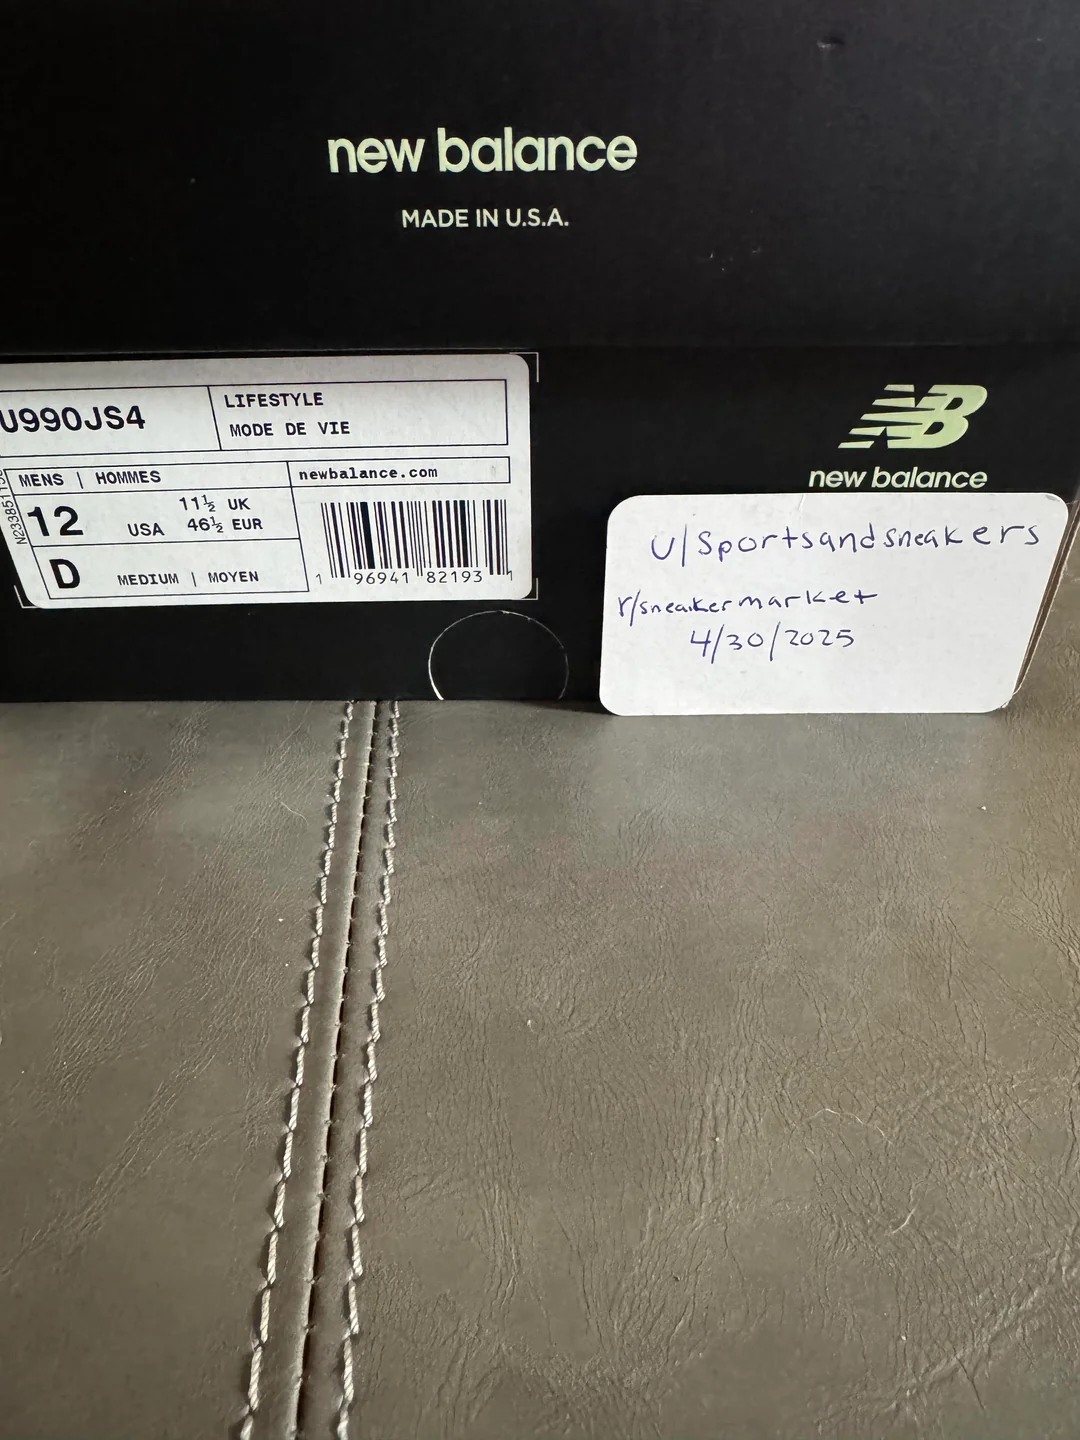 new balance
MADE IN U.S.A.
U990JS4
LIFESTYLE
MODE DE VIE
MENS | HOMMES
newbalance.com
12
USA
11½ UK
46½ EUR
D
MEDIUM | MOYEN
1 96941 82193 1
NB
new balance
u/Sportsandsneakers
r/sneakermarket
4/30/2025